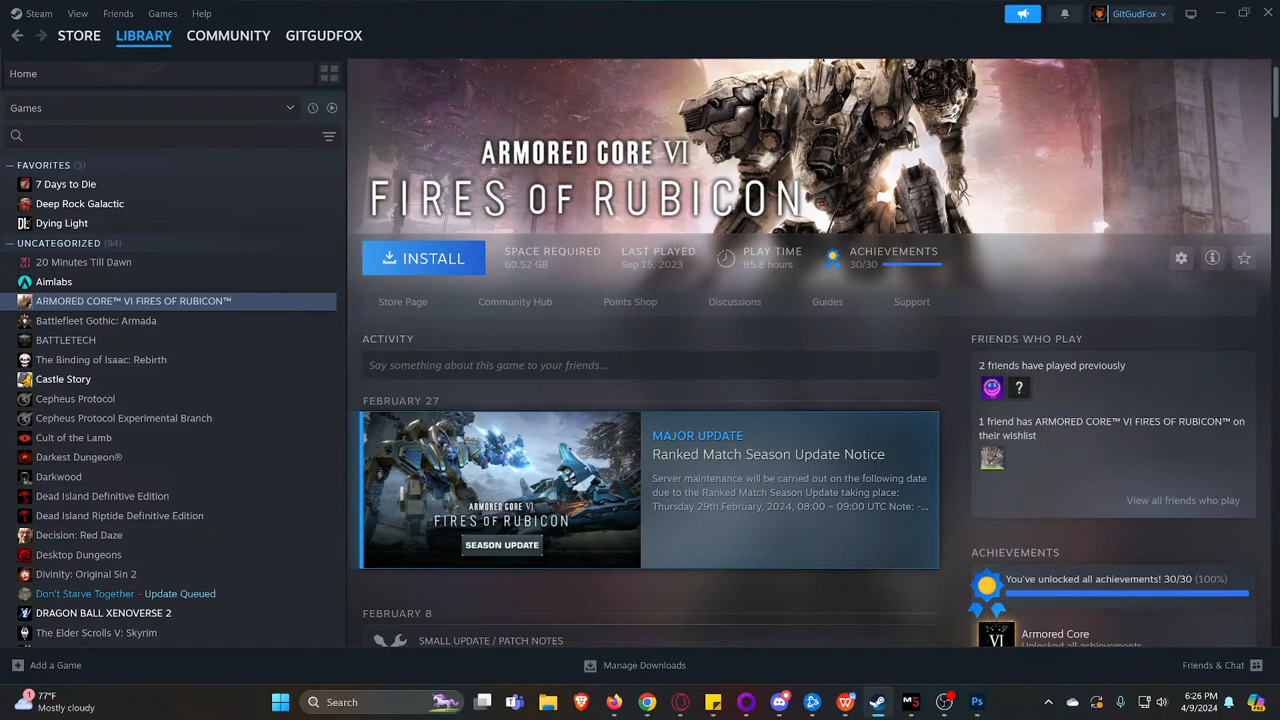 Steam View Friends Games Help
GitGudFox
STORE LIBRARY COMMUNITY GITGUDFOX
Home
Games
— FAVORITES (3)
7 Days to Die
Deep Rock Galactic
DL Dying Light
— UNCATEGORIZED (94)
20 Minutes Till Dawn
Aimlabs
ARMORED CORE™ VI FIRES OF RUBICON™
Battlefleet Gothic: Armada
BATTLETECH
The Binding of Isaac: Rebirth
Castle Story
Cepheus Protocol
Cepheus Protocol Experimental Branch
Cult of the Lamb
Darkest Dungeon®
Darkwood
Dead Island Definitive Edition
Dead Island Riptide Definitive Edition
Decision: Red Daze
Desktop Dungeons
Divinity: Original Sin 2
Don't Starve Together - Update Queued
DRAGON BALL XENOVERSE 2
The Elder Scrolls V: Skyrim
ARMORED CORE VI
FIRES OF RUBICON
INSTALL
SPACE REQUIRED
60.52 GB
LAST PLAYED
Sep 15, 2023
PLAY TIME
85.8 hours
ACHIEVEMENTS
30/30
Store Page Community Hub Points Shop Discussions Guides Support
ACTIVITY
Say something about this game to your friends...
FEBRUARY 27
ARMORED CORE VI
FIRES OF RUBICON
SEASON UPDATE
MAJOR UPDATE
Ranked Match Season Update Notice
Server maintenance will be carried out on the following date
due to the Ranked Match Season Update taking place:
Thursday 29th February, 2024, 08:00 – 09:00 UTC Note: -...
FEBRUARY 8
SMALL UPDATE / PATCH NOTES
FRIENDS WHO PLAY
2 friends have played previously
?
1 friend has ARMORED CORE™ VI FIRES OF RUBICON™ on
their wishlist
View all friends who play
ACHIEVEMENTS
You've unlocked all achievements! 30/30 (100%)
VI
Armored Core
Unlocked all achievements
Add a Game
Manage Downloads
Friends & Chat
1
77°F
Mostly cloudy
Search
M5
Ps
6:26 PM
4/9/2024